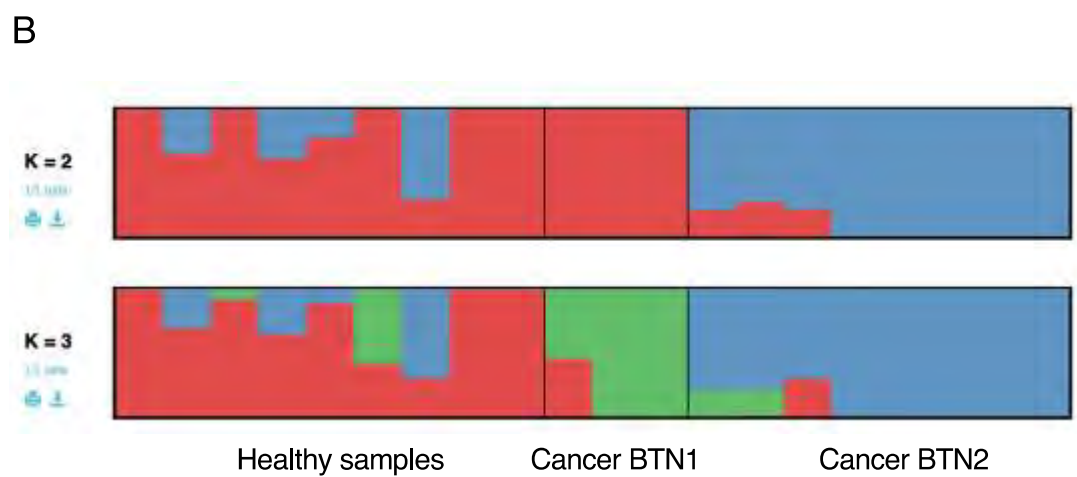 B
K = 2
K = 3
Healthy samples
Cancer BTN1
Cancer BTN2